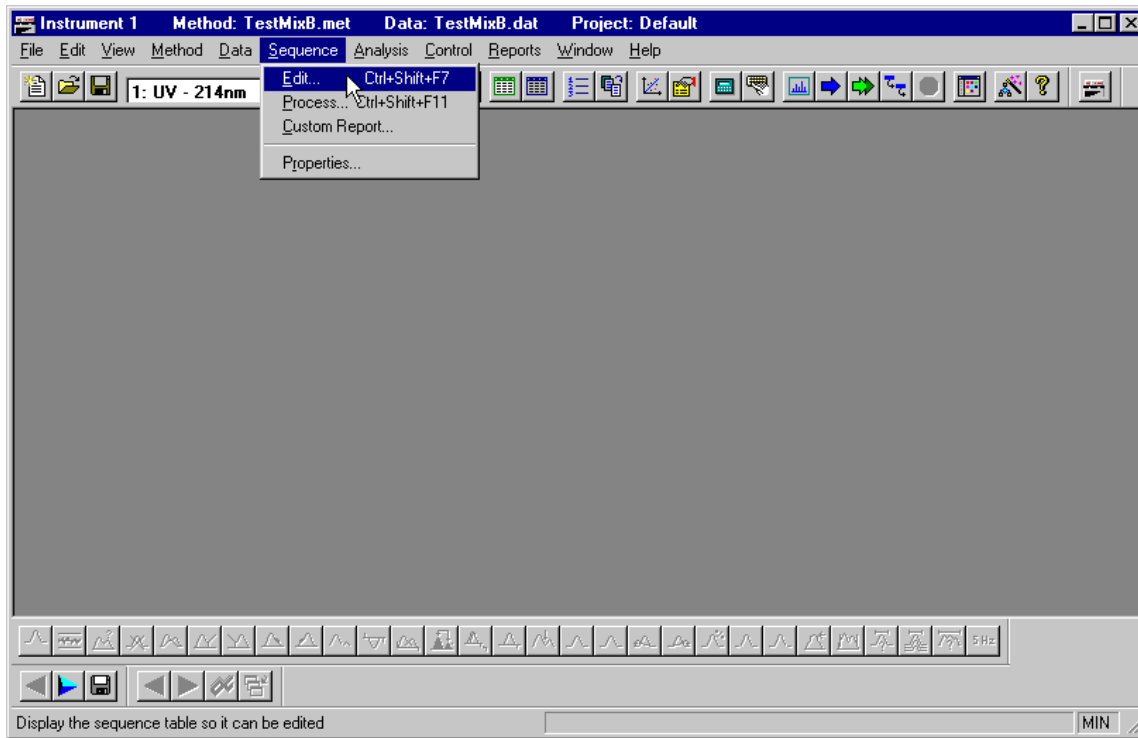 Instrument 1 Method: TestMixB.met Data: TestMixB.dat Project: Default
File Edit View Method Data Sequence Analysis Control Reports Window Help
1: UV - 214nm
Edit... Ctrl+Shift+F7
Process... Ctrl+Shift+F11
Custom Report...
Properties...
5 Hz
Display the sequence table so it can be edited MIN